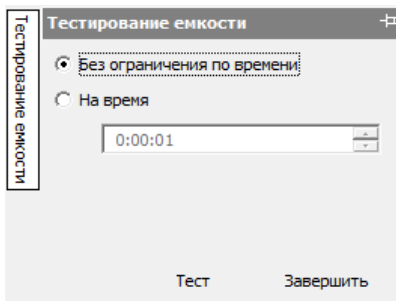 Тестирование емкости
Тестирование емкости
Без ограничения по времени
На время
0:00:01
Тест Завершить